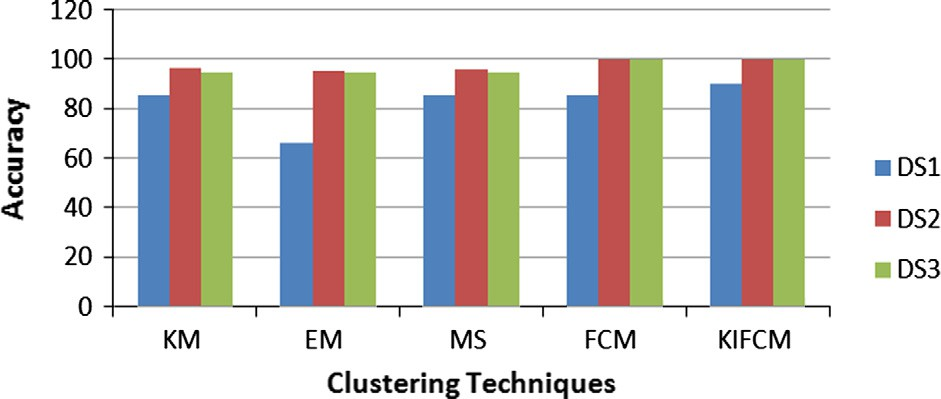 120
100
80
60
40
20
0
Accuracy
KM EM MS FCM KIFCM
Clustering Techniques
DS1
DS2
DS3